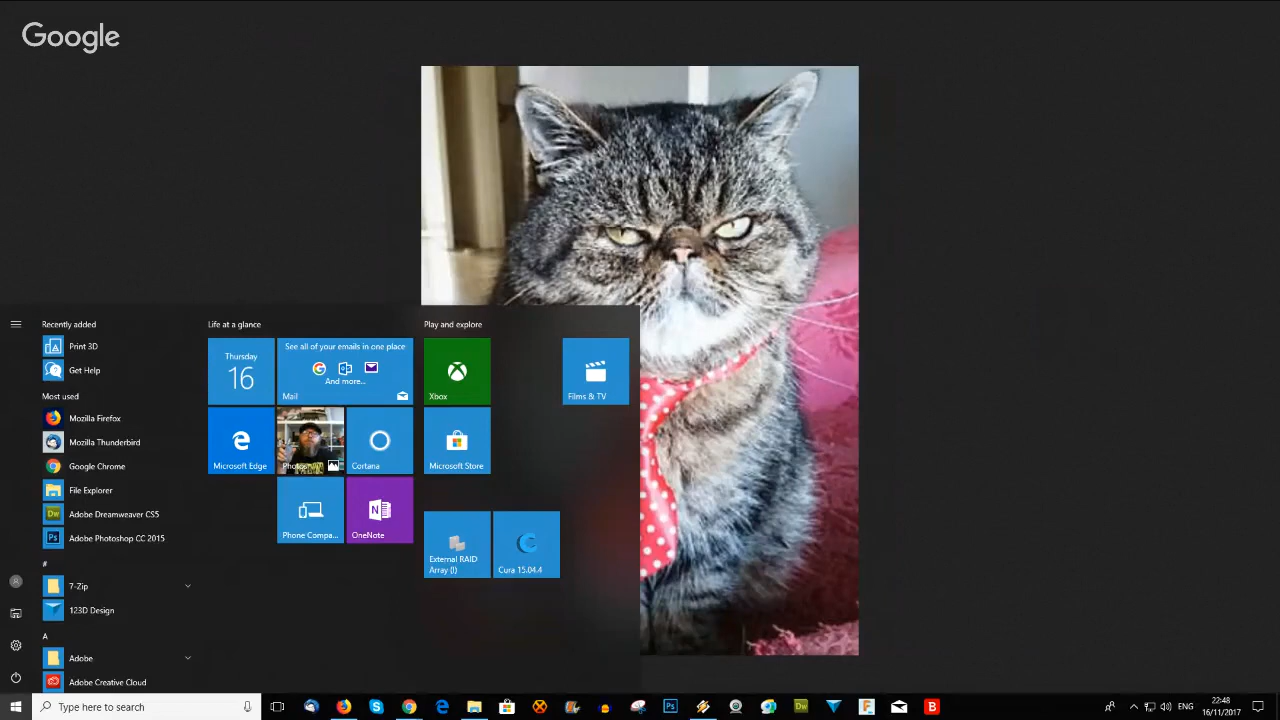 Google
Recently added
Print 3D
Get Help
Most used
Mozilla Firefox
Mozilla Thunderbird
Google Chrome
File Explorer
Adobe Dreamweaver CS5
Adobe Photoshop CC 2015
#
7-Zip
123D Design
A
Adobe
Adobe Creative Cloud
Life at a glance
Thursday
16
See all of your emails in one place
And more...
Mail
Microsoft Edge
Photos
Cortana
Phone Compa...
OneNote
Play and explore
Xbox
Films & TV
Microsoft Store
External RAID
Array (I)
Cura 15.04.4
Type here to search
ENG
22:48
16/11/2017